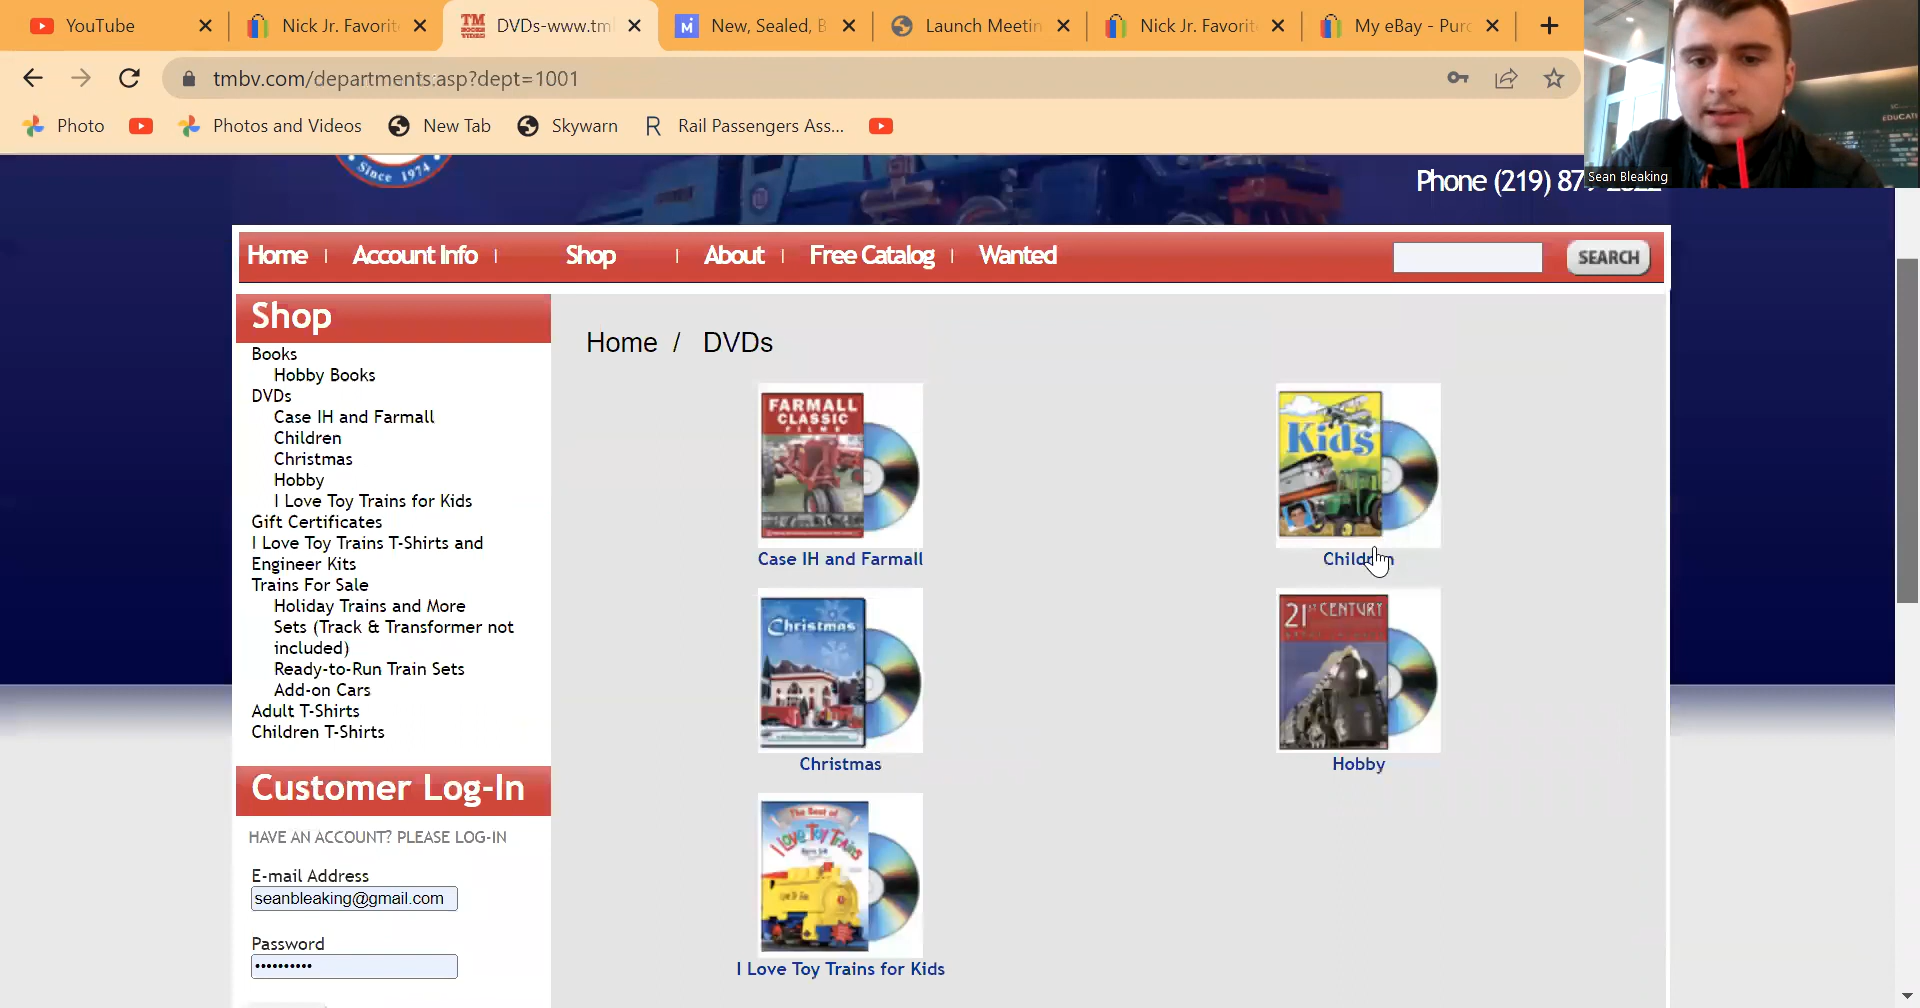 YouTube
Nick Jr. Favorit
DVDs-www.tm
New, Sealed, B
Launch Meetin
Nick Jr. Favorit
My eBay - Purc
tmbv.com/departments.asp?dept=1001
Photo
Photos and Videos
New Tab
Skywarn
Rail Passengers Ass...
EDUCATI
Sean Bleaking
Since 1974
Phone (219) 87
Home
Account Info
Shop
About
Free Catalog
Wanted
SEARCH
Shop
Books
Hobby Books
DVDs
Case IH and Farmall
Children
Christmas
Hobby
I Love Toy Trains for Kids
Gift Certificates
I Love Toy Trains T-Shirts and
Engineer Kits
Trains For Sale
Holiday Trains and More
Sets (Track & Transformer not
included)
Ready-to-Run Train Sets
Add-on Cars
Adult T-Shirts
Children T-Shirts
Customer Log-In
HAVE AN ACCOUNT? PLEASE LOG-IN
E-mail Address
seanbleaking@gmail.com
Password
••••••••••
Home / DVDs
FARMALL
CLASSIC
FILMS
Case IH and Farmall
Kids
Children
Christmas
Christmas
21ST CENTURY
Hobby
The Best of
I Love Toy Trains
I Love Toy Trains for Kids